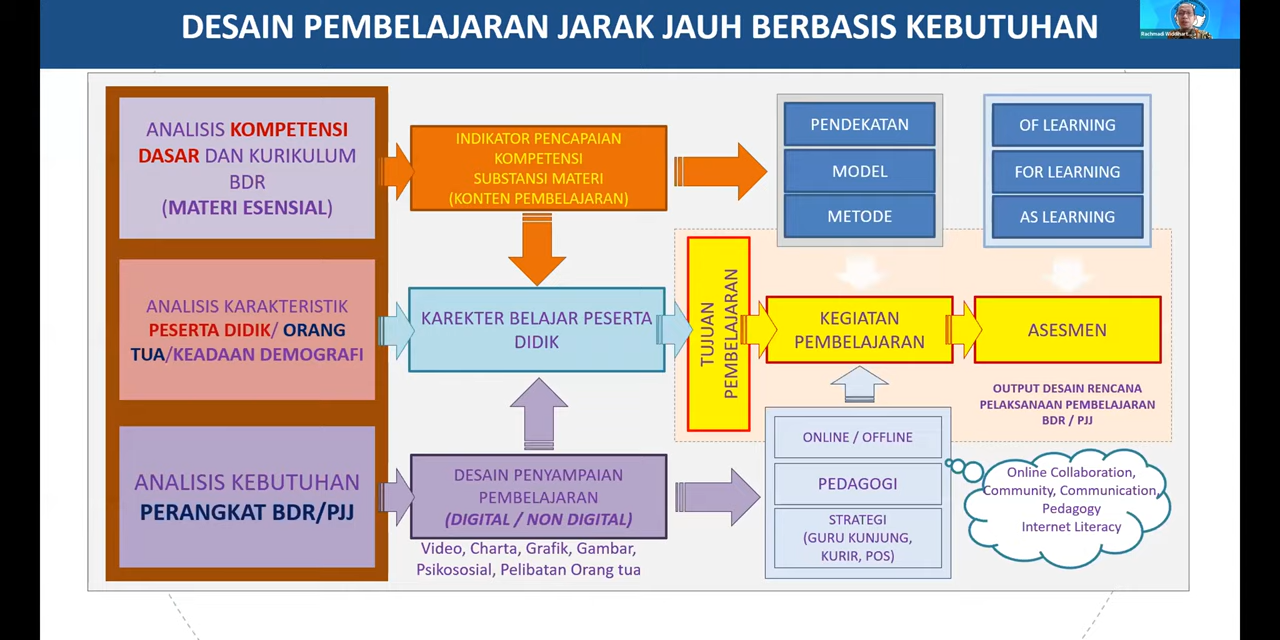 DESAIN PEMBELAJARAN JARAK JAUH BERBASIS KEBUTUHAN
Rachmadi Widdihart
ANALISIS KOMPETENSI
DASAR DAN KURIKULUM
BDR
(MATERI ESENSIAL)
INDIKATOR PENCAPAIAN
KOMPETENSI
SUBSTANSI MATERI
(KONTEN PEMBELAJARAN)
PENDEKATAN
MODEL
METODE
OF LEARNING
FOR LEARNING
AS LEARNING
ANALISIS KARAKTERISTIK
PESERTA DIDIK/ ORANG
TUA/KEADAAN DEMOGRAFI
KAREKTER BELAJAR PESERTA
DIDIK
TUJUAN
PEMBELAJARAN
KEGIATAN
PEMBELAJARAN
ASESMEN
OUTPUT DESAIN RENCANA
PELAKSANAAN PEMBELAJARAN
BDR / PJJ
ANALISIS KEBUTUHAN
PERANGKAT BDR/PJJ
DESAIN PENYAMPAIAN
PEMBELAJARAN
(DIGITAL / NON DIGITAL)
Video, Charta, Grafik, Gambar,
Psikososial, Pelibatan Orang tua
ONLINE / OFFLINE
PEDAGOGI
STRATEGI
(GURU KUNJUNG,
KURIR, POS)
Online Collaboration,
Community, Communication,
Pedagogy
Internet Literacy